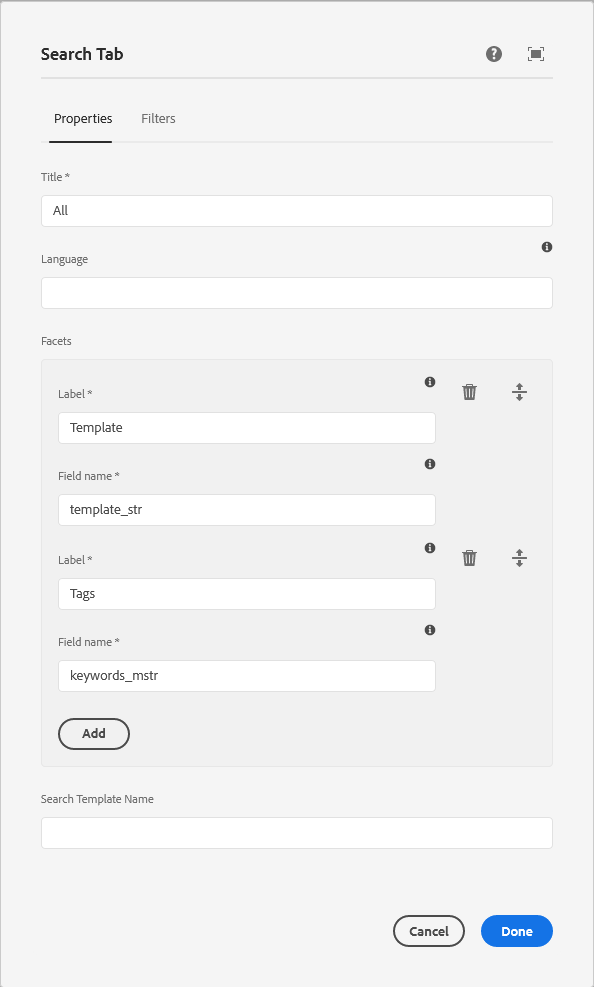 Search Tab
Properties Filters
Title *
All
Language
Facets
Label *
Template
Field name *
template_str
Label *
Tags
Field name *
keywords_mstr
Add
Search Template Name
Cancel Done